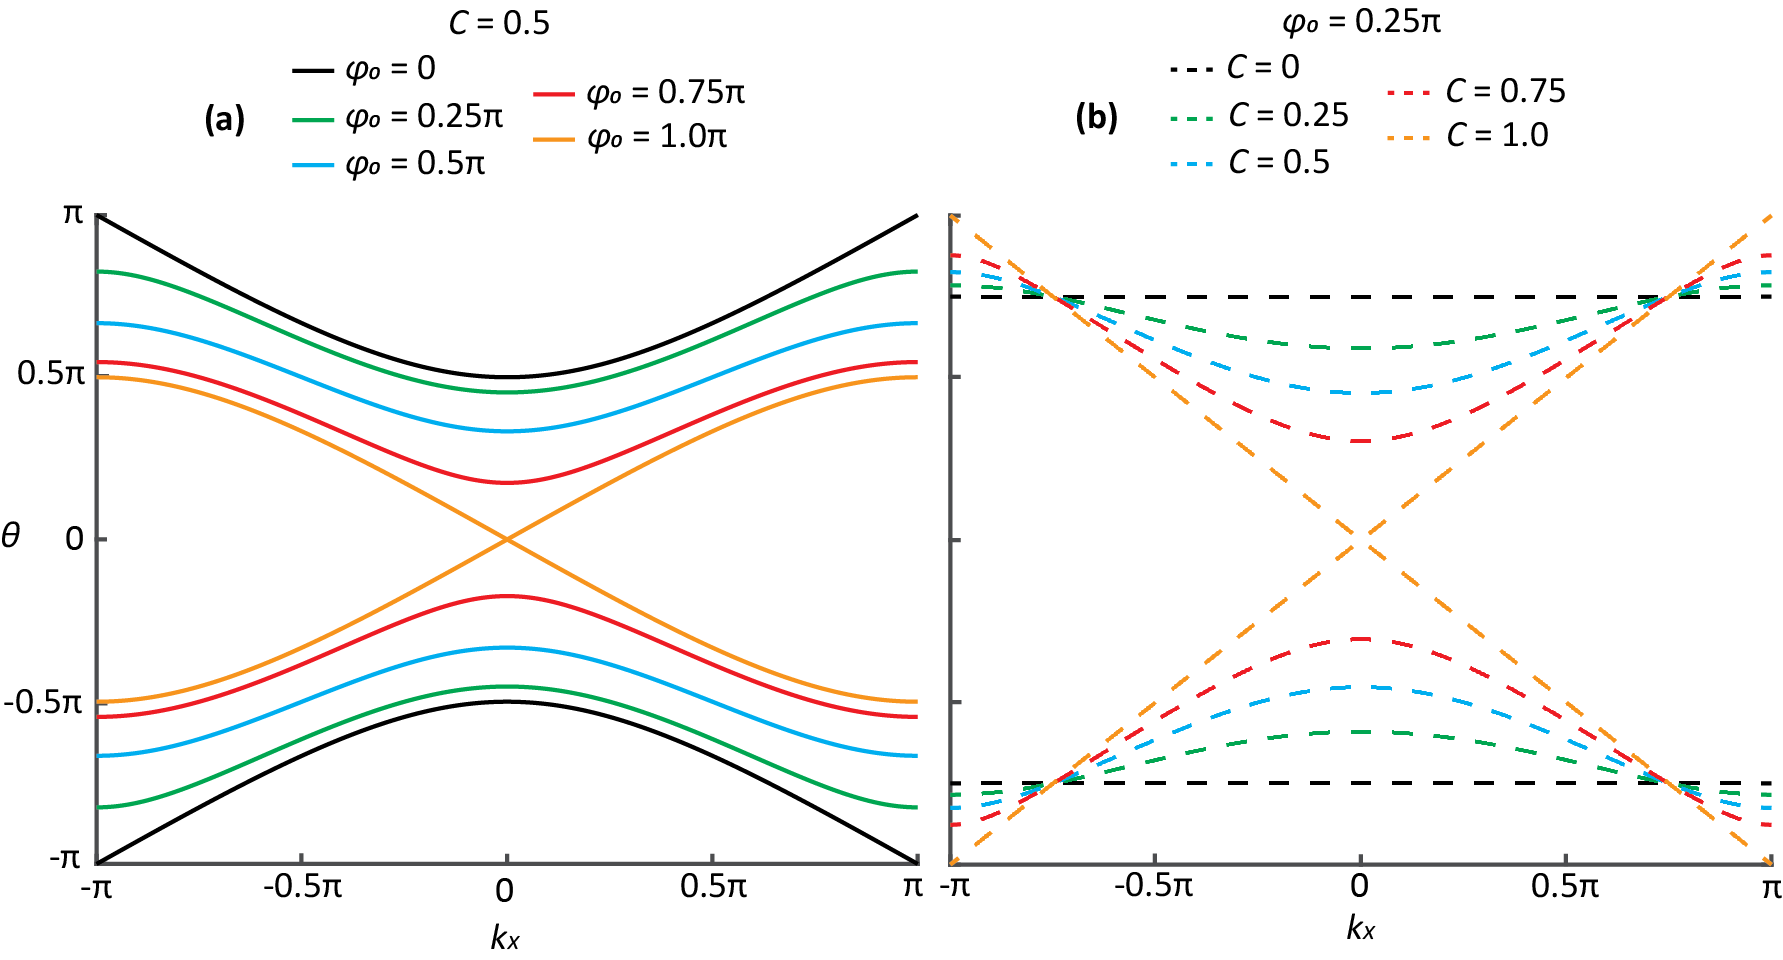 C = 0.5
φₒ = 0
φₒ = 0.25π
φₒ = 0.5π
φₒ = 0.75π
φₒ = 1.0π
(a)
π
0.5π
0
-0.5π
-π
θ
-π
-0.5π
0
0.5π
π
kₓ
φₒ = 0.25π
C = 0
C = 0.25
C = 0.5
C = 0.75
C = 1.0
(b)
-π
-0.5π
0
0.5π
π
kₓ